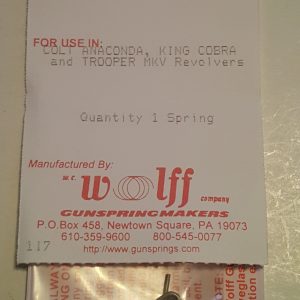 FOR USE IN:
COLT ANACONDA, KING COBRA
and TROOPER MKV Revolvers
Quantity 1 Spring
Manufactured By:
W.C. Wolff company
GUNSPRINGMAKERS
P.O.Box 458, Newtown Square, PA 19073
610-359-9600 800-545-0077
http://www.gunsprings.com
117